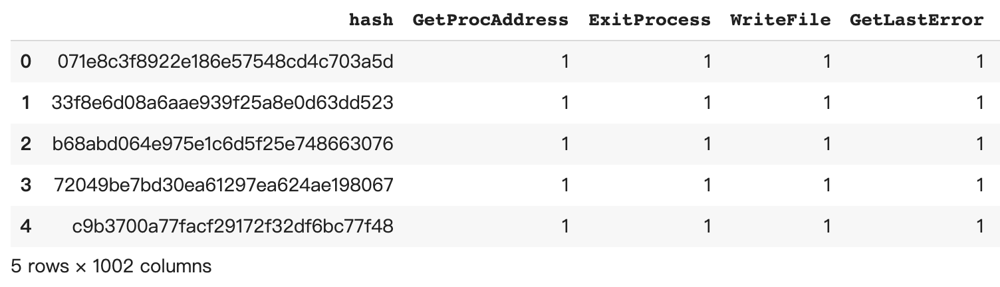 hash GetProcAddress ExitProcess WriteFile GetLastError
0 071e8c3f8922e186e57548cd4c703a5d 1 1 1 1
1 33f8e6d08a6aae939f25a8e0d63dd523 1 1 1 1
2 b68abd064e975e1c6d5f25e748663076 1 1 1 1
3 72049be7bd30ea61297ea624ae198067 1 1 1 1
4 c9b3700a77facf29172f32df6bc77f48 1 1 1 1
5 rows × 1002 columns